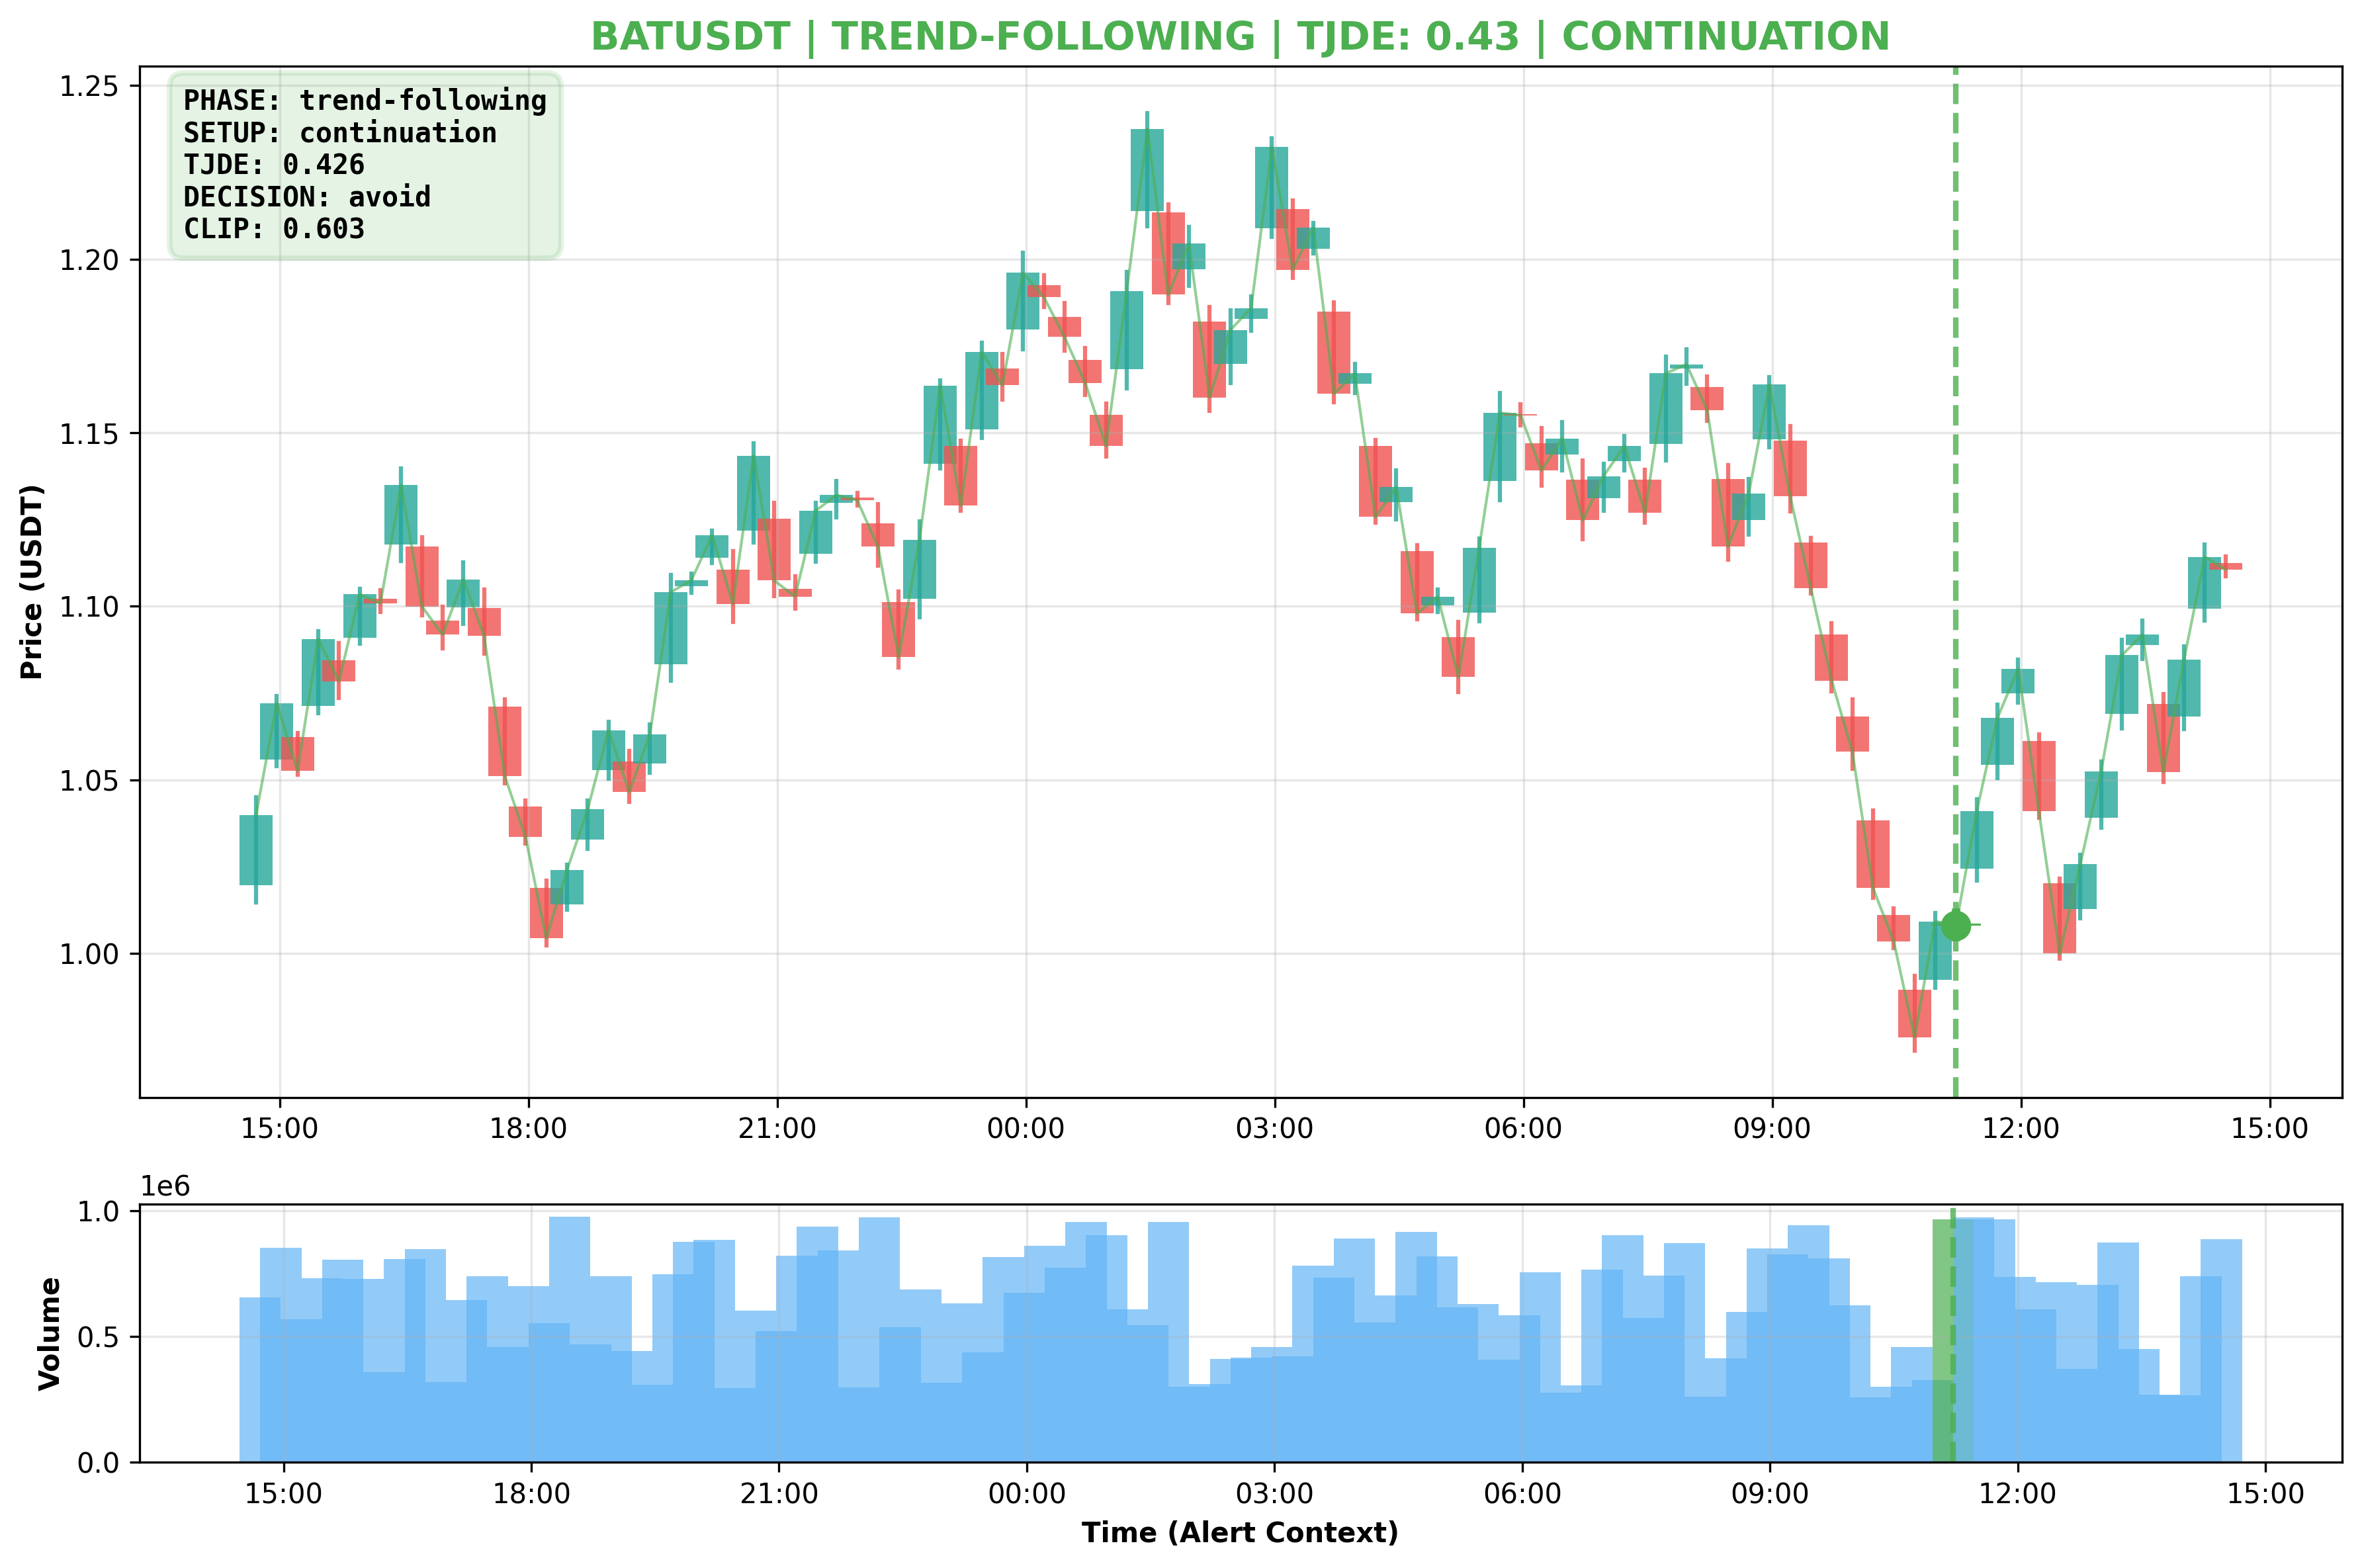 BATUSDT | TREND-FOLLOWING | TJDE: 0.43 | CONTINUATION
PHASE: trend-following
SETUP: continuation
TJDE: 0.426
DECISION: avoid
CLIP: 0.603
Price (USDT)
1.25
1.20
1.15
1.10
1.05
1.00
15:00 18:00 21:00 00:00 03:00 06:00 09:00 12:00 15:00
1e6
Volume
1.0
0.5
0.0
15:00 18:00 21:00 00:00 03:00 06:00 09:00 12:00 15:00
Time (Alert Context)